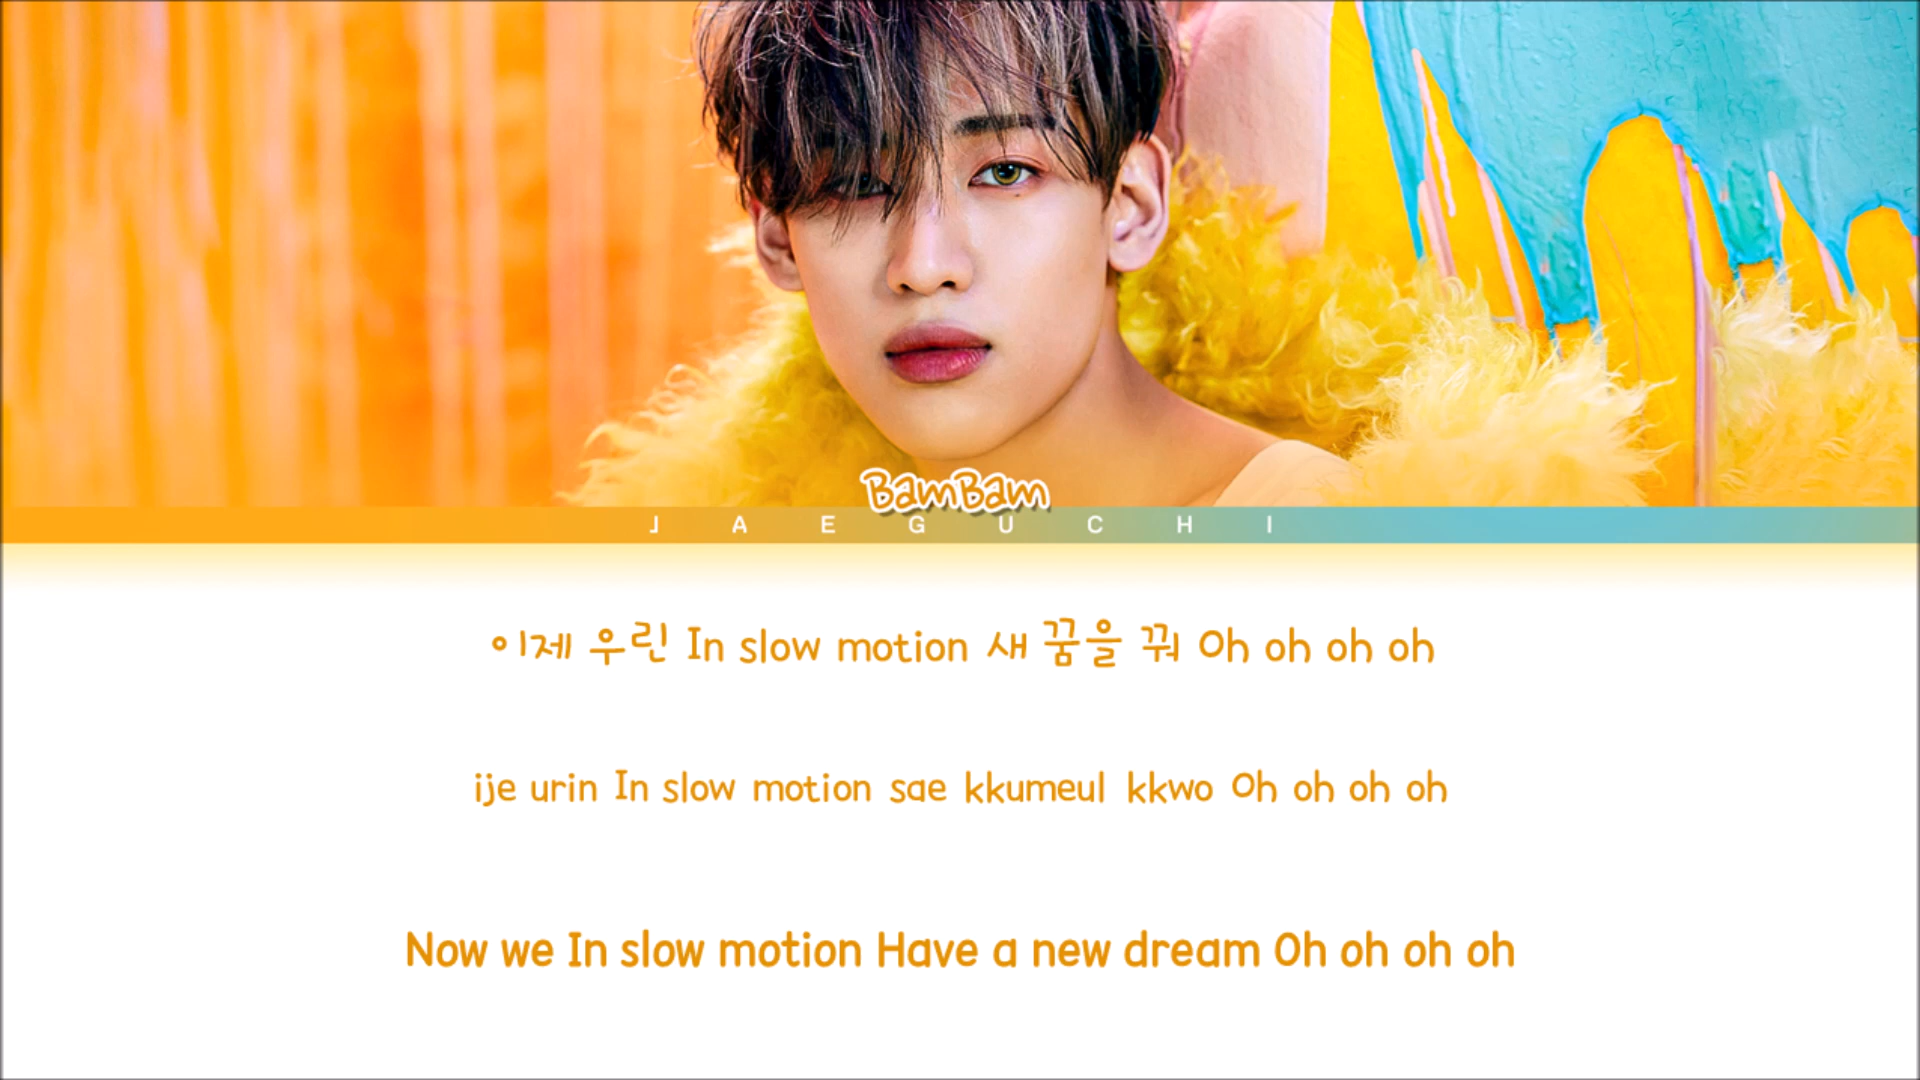 BamBam
JAEGUCHI
이제 우린 In slow motion 새 꿈을 꿔 Oh oh oh oh
ije urin In slow motion sae kkumeul kkwo Oh oh oh oh
Now we In slow motion Have a new dream Oh oh oh oh